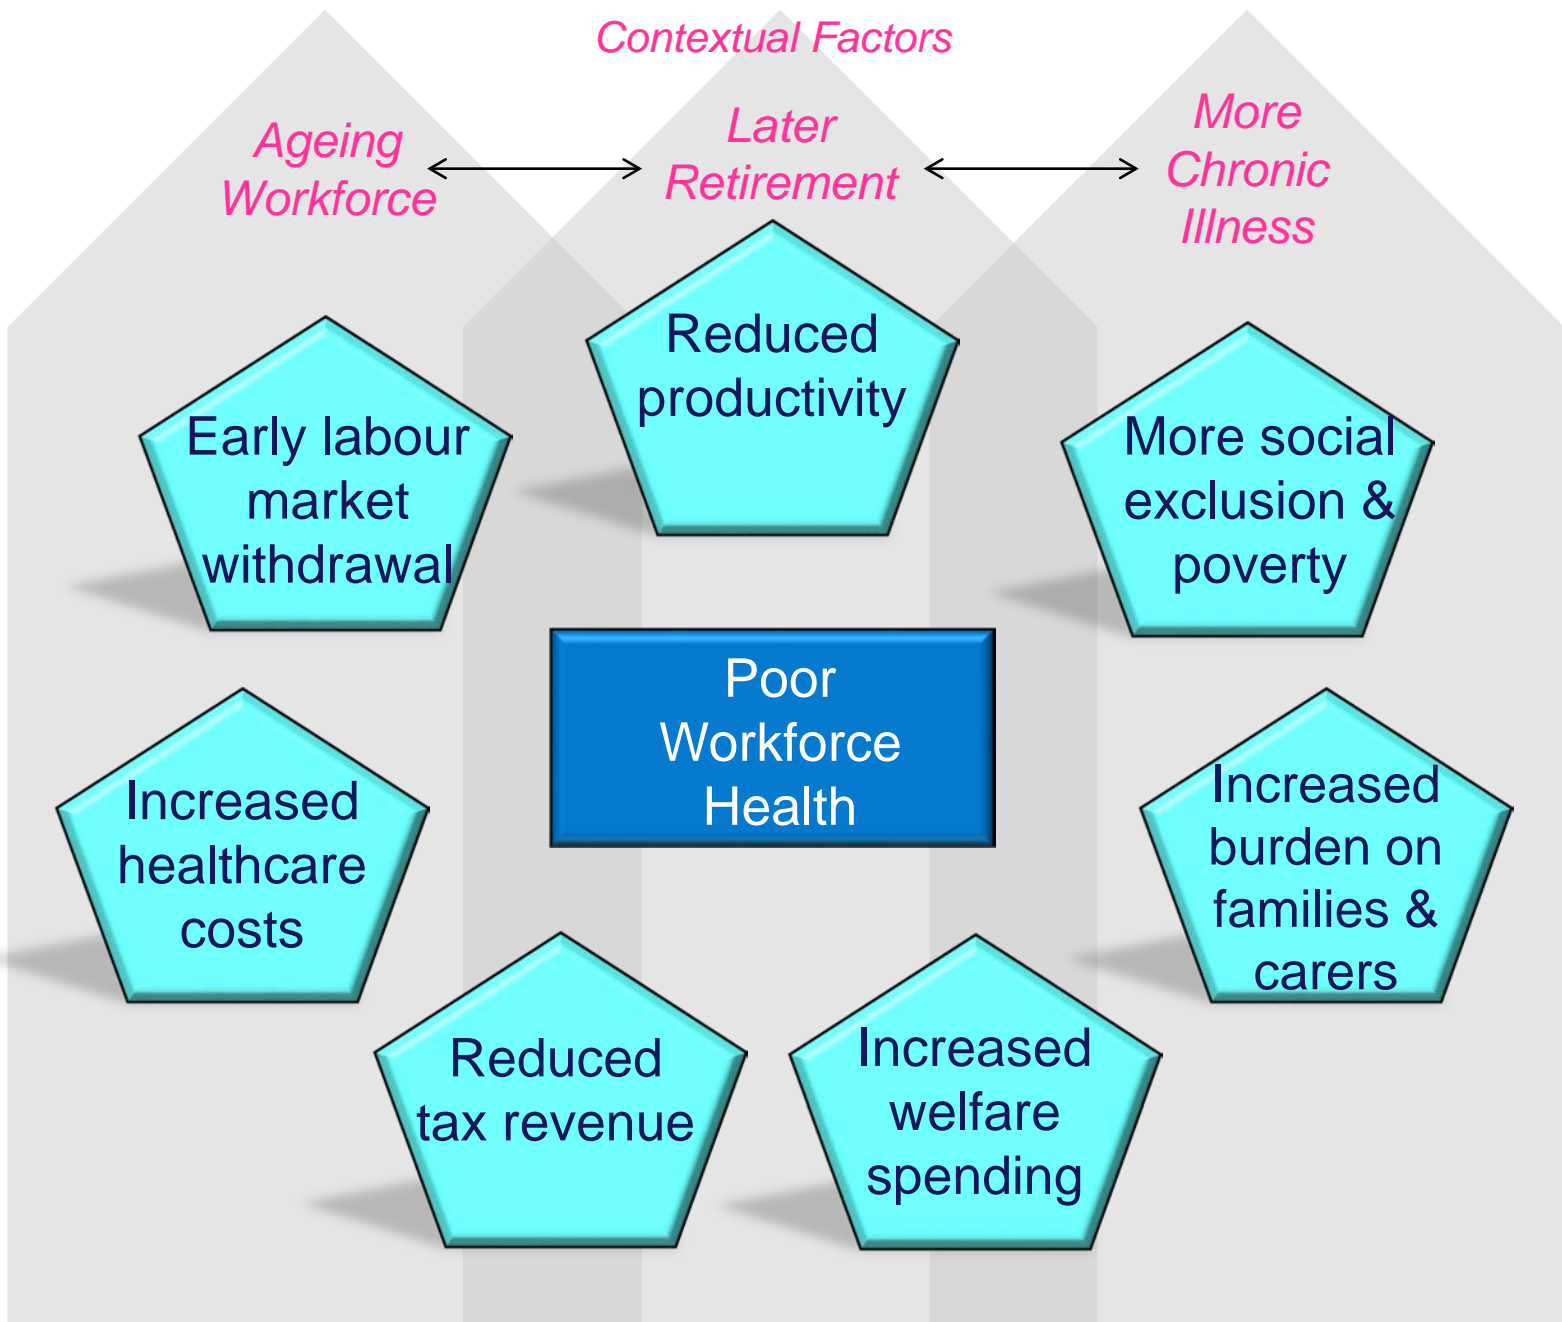 Contextual Factors
Ageing
Workforce
Later
Retirement
More
Chronic
Illness
Reduced
productivity
Early labour
market
withdrawal
More social
exclusion &
poverty
Poor
Workforce
Health
Increased
healthcare
costs
Increased
burden on
families &
carers
Reduced
tax revenue
Increased
welfare
spending